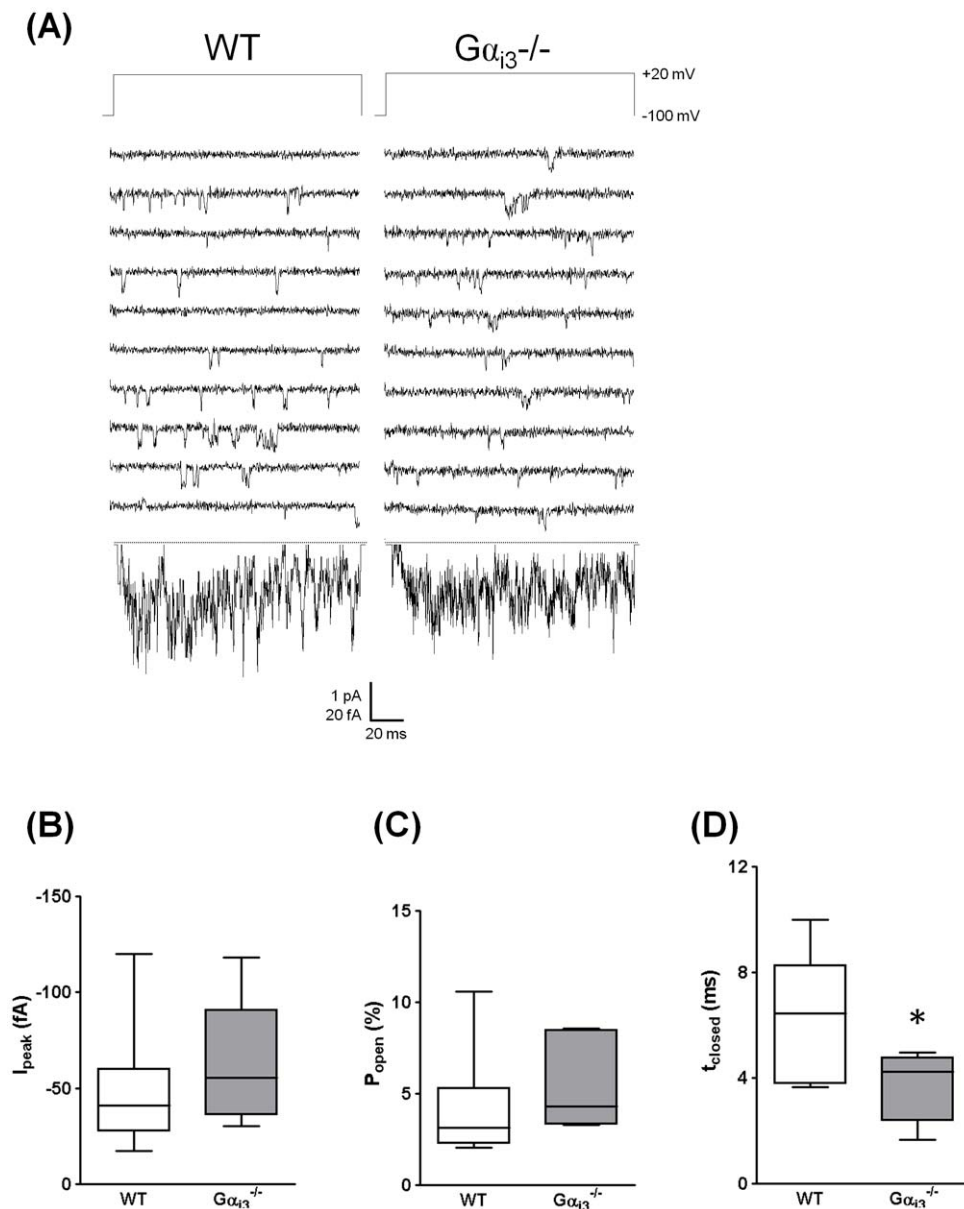 (A)
WT
Gαi3-/-
+20 mV
-100 mV
1 pA
20 fA
20 ms
(B)
-150
-100
-50
0
Ipeak (fA)
WT
Gαi3-/-
(C)
15
10
5
0
Popen (%)
WT
Gαi3-/-
(D)
12
8
4
0
tclosed (ms)
*
WT
Gαi3-/-